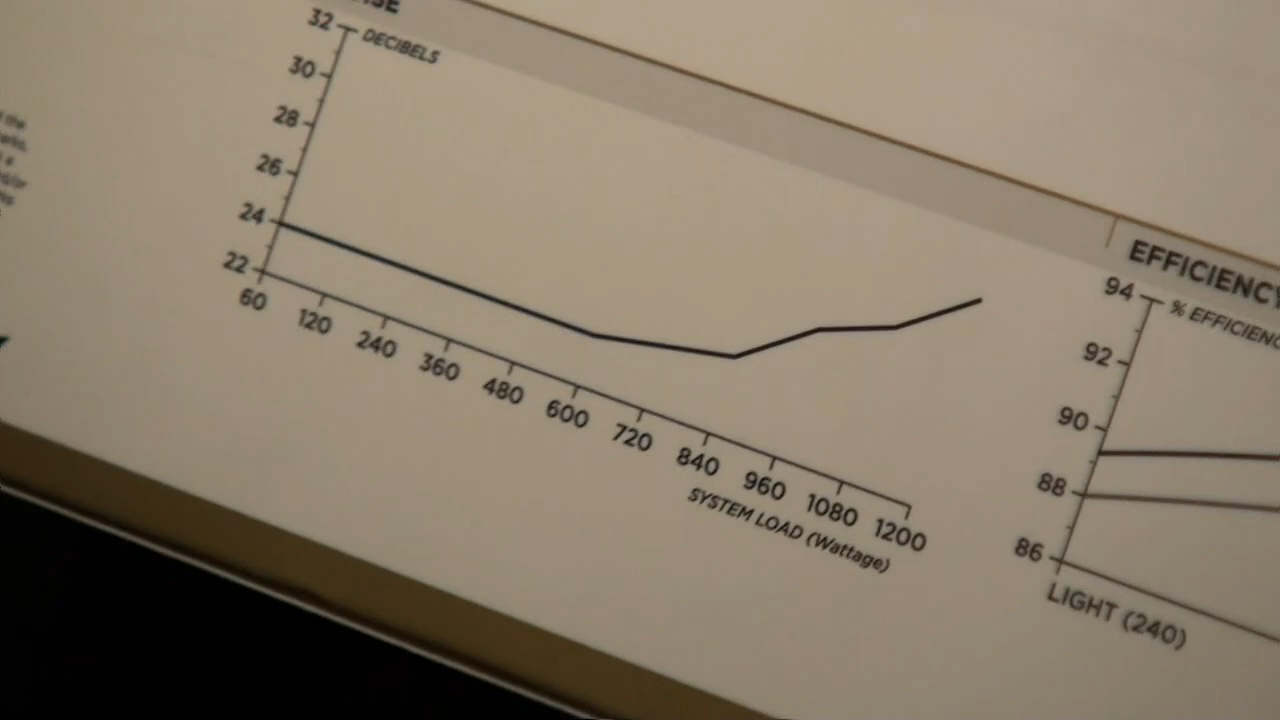 32
DECIBELS
30
28
26
24
22
60 120 240 360 480 600 720 840 960 1080 1200
SYSTEM LOAD (Wattage)
EFFICIENCY
94
92
90
88
86
LIGHT (240)